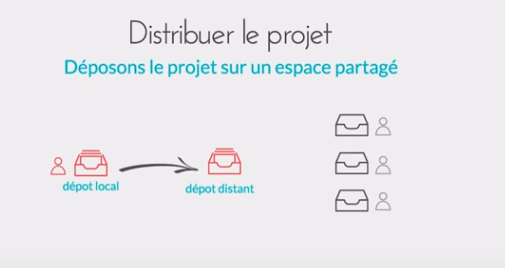 Distribuer le projet
Déposons le projet sur un espace partagé
dépot local
dépot distant